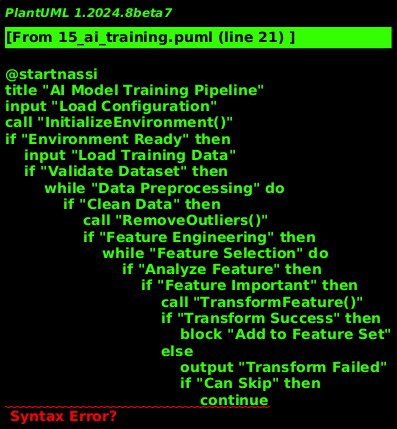 PlantUML 1.2024.8beta7
[From 15_ai_training.puml (line 21) ]
@startnassi
title "AI Model Training Pipeline"
input "Load Configuration"
call "InitializeEnvironment()"
if "Environment Ready" then
input "Load Training Data"
if "Validate Dataset" then
while "Data Preprocessing" do
if "Clean Data" then
call "RemoveOutliers()"
if "Feature Engineering" then
while "Feature Selection" do
if "Analyze Feature" then
if "Feature Important" then
call "TransformFeature()"
if "Transform Success" then
block "Add to Feature Set"
else
output "Transform Failed"
if "Can Skip" then
continue
Syntax Error?